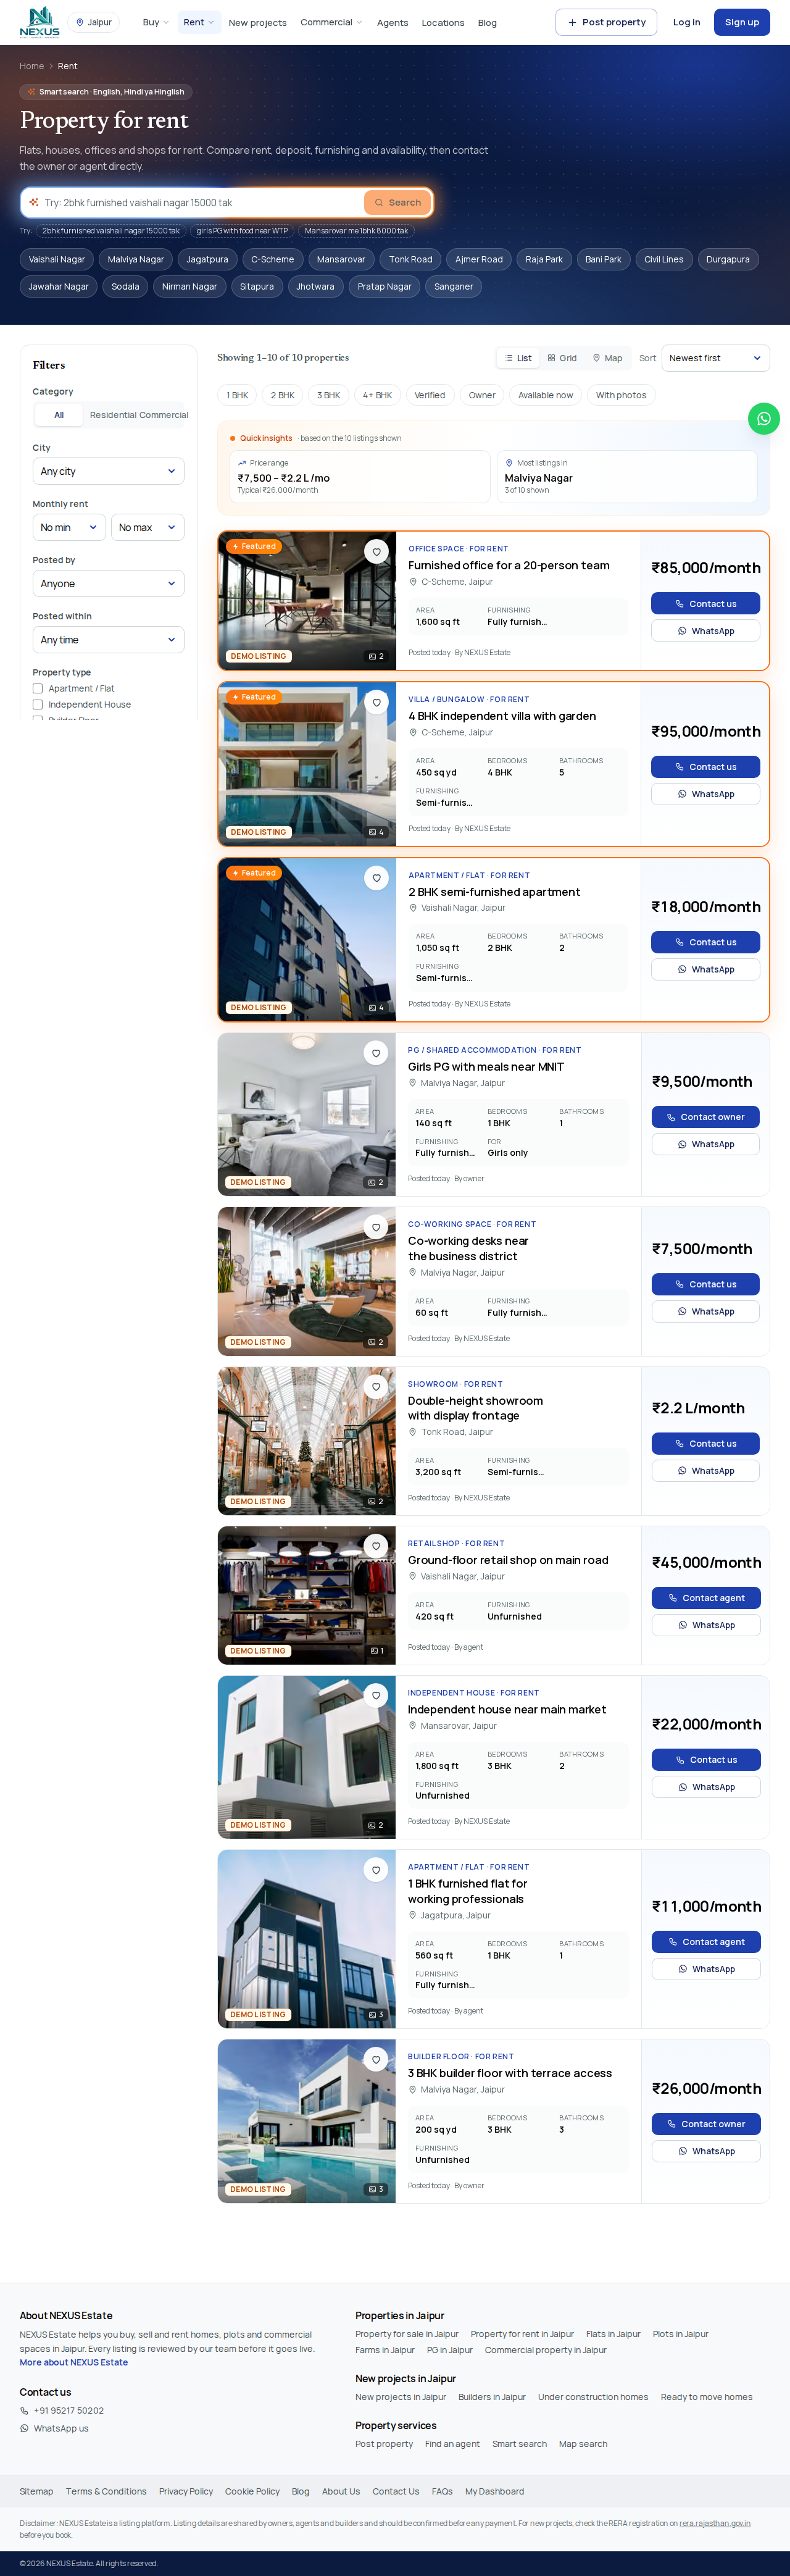 NEXUS
Jaipur
Buy
Rent
New projects
Commercial
Agents
Locations
Blog
Post property
Log in
Sign up
Home > Rent
Smart search · English, Hindi ya Hinglish
Property for rent
Flats, houses, offices and shops for rent. Compare rent, deposit, furnishing and availability, then contact
the owner or agent directly.
Try: 2bhk furnished vaishali nagar 15000 tak
Search
Try: 2bhk furnished vaishali nagar 15000 tak
girls PG with food near WTP
Mansarovar me 1bhk 8000 tak
Vaishali Nagar
Malviya Nagar
Jagatpura
C-Scheme
Mansarovar
Tonk Road
Ajmer Road
Raja Park
Bani Park
Civil Lines
Durgapura
Jawahar Nagar
Sodala
Nirman Nagar
Sitapura
Jhotwara
Pratap Nagar
Sanganer
Filters
Category
All
Residential
Commercial
City
Any city
Monthly rent
No min
No max
Posted by
Anyone
Posted within
Any time
Property type
Apartment / Flat
Independent House
Builder Floor
Showing 1–10 of 10 properties
List
Grid
Map
Sort
Newest first
1 BHK
2 BHK
3 BHK
4+ BHK
Verified
Owner
Available now
With photos
Quick insights · based on the 10 listings shown
Price range
₹7,500 – ₹2.2 L /mo
Typical ₹26,000/month
Most listings in
Malviya Nagar
3 of 10 shown
Featured
DEMO LISTING
2
OFFICE SPACE · FOR RENT
Furnished office for a 20-person team
C-Scheme, Jaipur
AREA
1,600 sq ft
FURNISHING
Fully furnish...
Posted today · By NEXUS Estate
₹85,000/month
Contact us
WhatsApp
Featured
DEMO LISTING
4
VILLA / BUNGALOW · FOR RENT
4 BHK independent villa with garden
C-Scheme, Jaipur
AREA
450 sq yd
BEDROOMS
4 BHK
BATHROOMS
5
FURNISHING
Semi-furnis...
Posted today · By NEXUS Estate
₹95,000/month
Contact us
WhatsApp
Featured
DEMO LISTING
4
APARTMENT / FLAT · FOR RENT
2 BHK semi-furnished apartment
Vaishali Nagar, Jaipur
AREA
1,050 sq ft
BEDROOMS
2 BHK
BATHROOMS
2
FURNISHING
Semi-furnis...
Posted today · By NEXUS Estate
₹18,000/month
Contact us
WhatsApp
DEMO LISTING
2
PG / SHARED ACCOMMODATION · FOR RENT
Girls PG with meals near MNIT
Malviya Nagar, Jaipur
AREA
140 sq ft
BEDROOMS
1 BHK
BATHROOMS
1
FURNISHING
Fully furnish...
FOR
Girls only
Posted today · By owner
₹9,500/month
Contact owner
WhatsApp
DEMO LISTING
2
CO-WORKING SPACE · FOR RENT
Co-working desks near
the business district
Malviya Nagar, Jaipur
AREA
60 sq ft
FURNISHING
Fully furnish...
Posted today · By NEXUS Estate
₹7,500/month
Contact us
WhatsApp
DEMO LISTING
2
SHOWROOM · FOR RENT
Double-height showroom
with display frontage
Tonk Road, Jaipur
AREA
3,200 sq ft
FURNISHING
Semi-furnis...
Posted today · By NEXUS Estate
₹2.2 L/month
Contact us
WhatsApp
DEMO LISTING
1
RETAIL SHOP · FOR RENT
Ground-floor retail shop on main road
Vaishali Nagar, Jaipur
AREA
420 sq ft
FURNISHING
Unfurnished
Posted today · By agent
₹45,000/month
Contact agent
WhatsApp
DEMO LISTING
2
INDEPENDENT HOUSE · FOR RENT
Independent house near main market
Mansarovar, Jaipur
AREA
1,800 sq ft
BEDROOMS
3 BHK
BATHROOMS
2
FURNISHING
Unfurnished
Posted today · By NEXUS Estate
₹22,000/month
Contact us
WhatsApp
DEMO LISTING
3
APARTMENT / FLAT · FOR RENT
1 BHK furnished flat for
working professionals
Jagatpura, Jaipur
AREA
560 sq ft
BEDROOMS
1 BHK
BATHROOMS
1
FURNISHING
Fully furnish...
Posted today · By agent
₹11,000/month
Contact agent
WhatsApp
DEMO LISTING
3
BUILDER FLOOR · FOR RENT
3 BHK builder floor with terrace access
Malviya Nagar, Jaipur
AREA
200 sq yd
BEDROOMS
3 BHK
BATHROOMS
3
FURNISHING
Unfurnished
Posted today · By owner
₹26,000/month
Contact owner
WhatsApp
About NEXUS Estate
NEXUS Estate helps you buy, sell and rent homes, plots and commercial
spaces in Jaipur. Every listing is reviewed by our team before it goes live.
More about NEXUS Estate
Contact us
+91 95217 50202
WhatsApp us
Properties in Jaipur
Property for sale in Jaipur
Property for rent in Jaipur
Flats in Jaipur
Plots in Jaipur
Farms in Jaipur
PG in Jaipur
Commercial property in Jaipur
New projects in Jaipur
New projects in Jaipur
Builders in Jaipur
Under construction homes
Ready to move homes
Property services
Post property
Find an agent
Smart search
Map search
Sitemap
Terms & Conditions
Privacy Policy
Cookie Policy
Blog
About Us
Contact Us
FAQs
My Dashboard
Disclaimer: NEXUS Estate is a listing platform. Listing details are shared by owners, agents and builders and should be confirmed before any payment. For new projects, check the RERA registration on rera.rajasthan.gov.in
before you book.
© 2026 NEXUS Estate. All rights reserved.